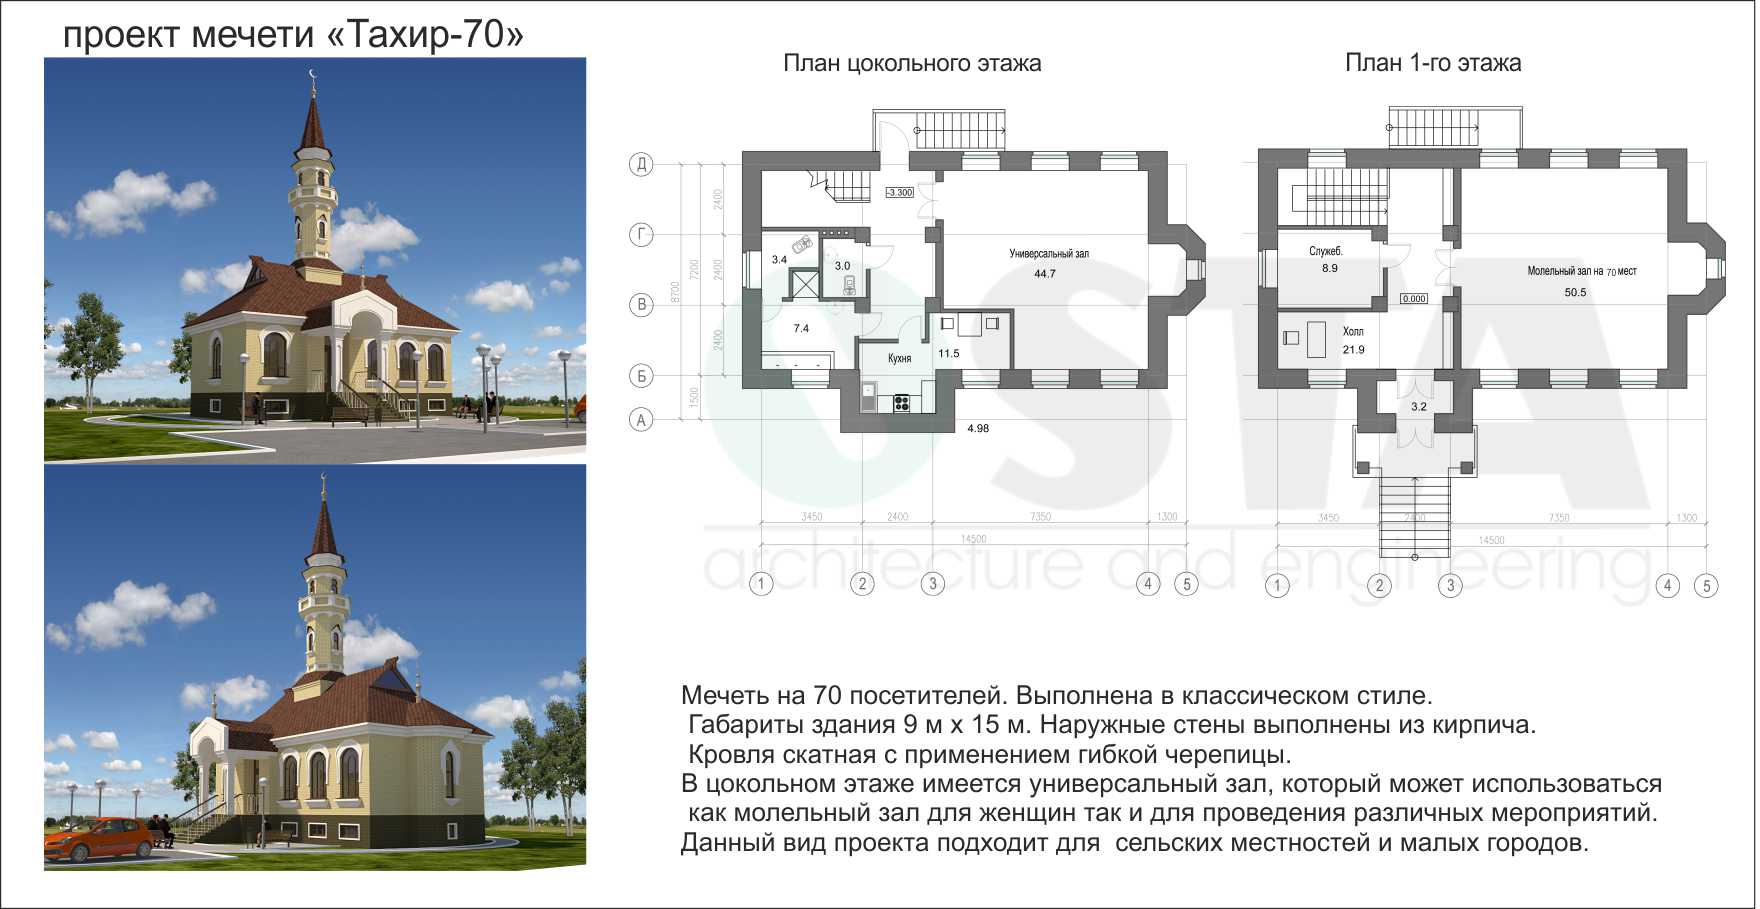 проект мечети «Тахир-70»
План цокольного этажа
План 1-го этажа
Д
Г
В
Б
А
8700
7200
2400
2400
2400
1500
-3.300
3.4
3.0
7.4
Универсальный зал
44.7
Кухня
11.5
4.98
3450
2400
7350
1300
14500
1
2
3
4
5
Служеб.
8.9
0.000
Молельный зал на 70 мест
50.5
Холл
21.9
3.2
3450
2400
7350
1300
14500
1
2
3
4
5
OSTA
architecture and engineering
Мечеть на 70 посетителей. Выполнена в классическом стиле.
Габариты здания 9 м х 15 м. Наружные стены выполнены из кирпича.
Кровля скатная с применением гибкой черепицы.
В цокольном этаже имеется универсальный зал, который может использоваться
как молельный зал для женщин так и для проведения различных мероприятий.
Данный вид проекта подходит для сельских местностей и малых городов.